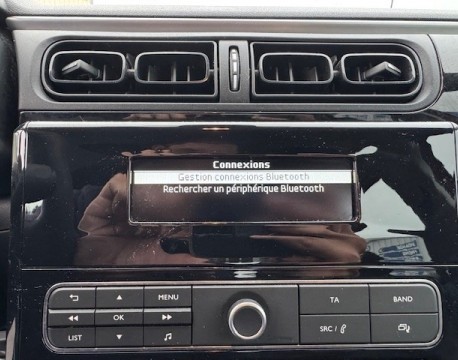 Connexions
Gestion connexions Bluetooth
Rechercher un périphérique Bluetooth
MENU
TA
BAND
OK
LIST
SRC /